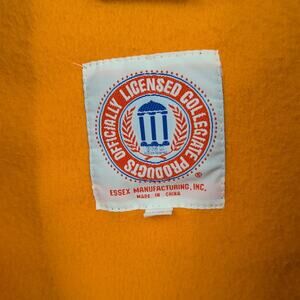 OFFICIALLY LICENSED COLLEGIATE PRODUCTS
®
ESSEX MANUFACTURING, INC.
MADE IN CHINA